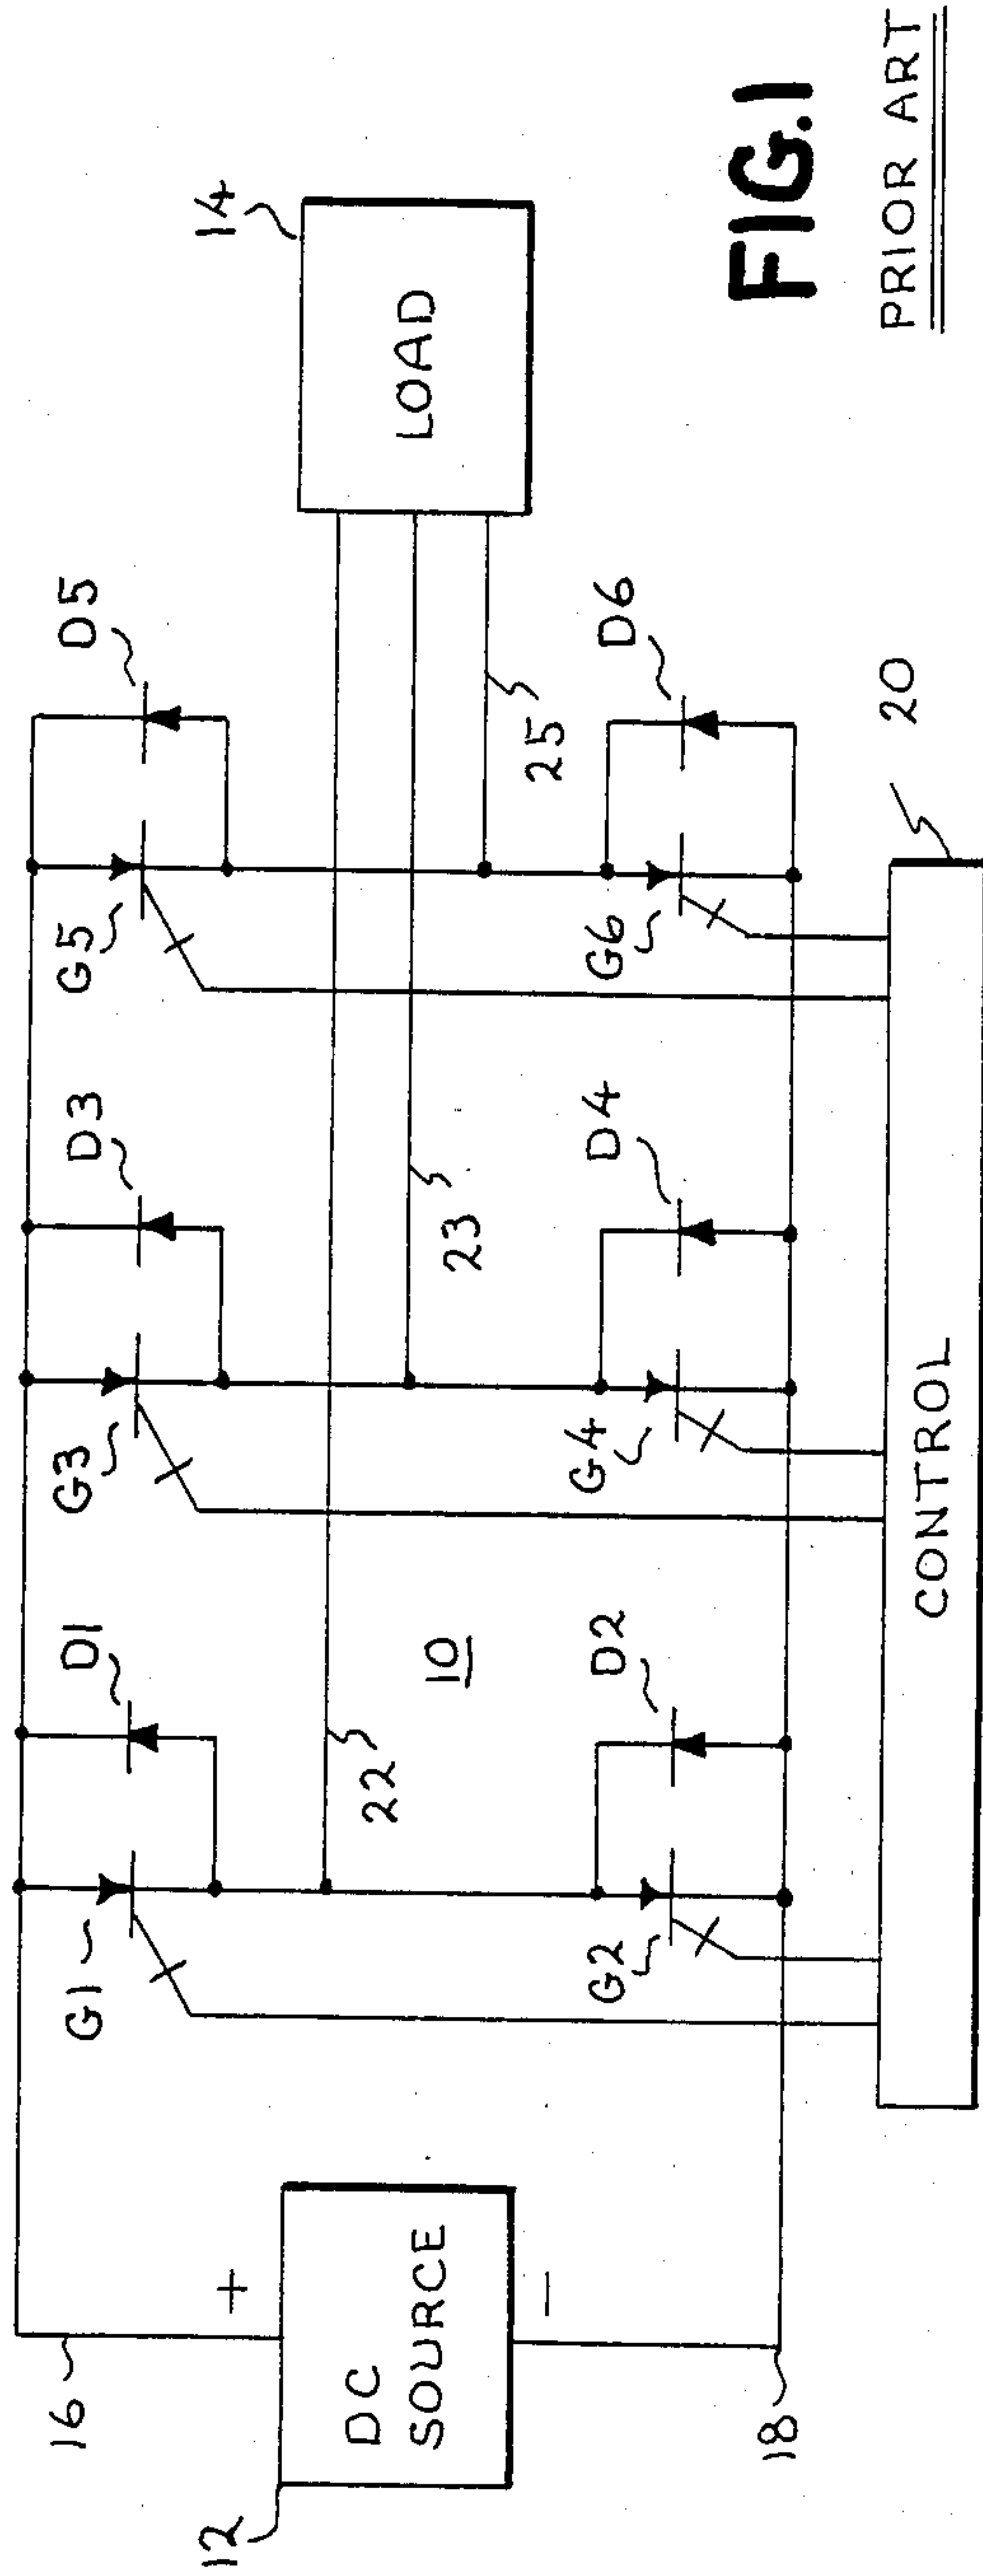 16
12
+
DC
SOURCE
−
18
G1
D1
G3
D3
G5
D5
14
LOAD
22
10
23
25
G2
D2
G4
D4
G6
D6
CONTROL
20
FIG.1
PRIOR ART